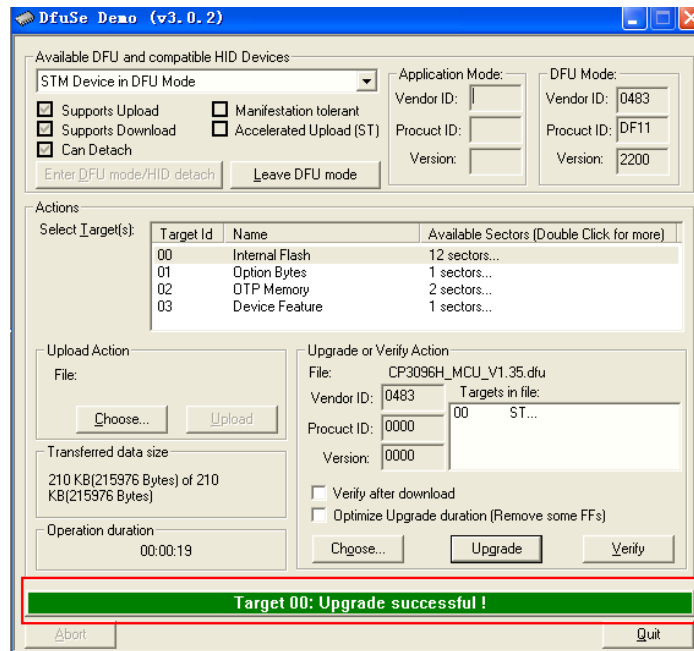 DfuSe Demo (v3.0.2)
Available DFU and compatible HID Devices
STM Device in DFU Mode
Supports Upload
Manifestation tolerant
Supports Download
Accelerated Upload (ST)
Can Detach
Enter DFU mode/HID detach
Leave DFU mode
Application Mode:
Vendor ID:
Procuct ID:
Version:
DFU Mode:
Vendor ID: 0483
Procuct ID: DF11
Version: 2200
Actions
Select Target(s):
Target Id Name Available Sectors (Double Click for more)
00 Internal Flash 12 sectors...
01 Option Bytes 1 sectors...
02 OTP Memory 2 sectors...
03 Device Feature 1 sectors...
Upload Action
File:
Choose... Upload
Transferred data size
210 KB(215976 Bytes) of 210
KB(215976 Bytes)
Operation duration
00:00:19
Upgrade or Verify Action
File: CP3096H_MCU_V1.35.dfu
Vendor ID: 0483
Procuct ID: 0000
Version: 0000
Targets in file:
00 ST...
Verify after download
Optimize Upgrade duration (Remove some FFs)
Choose... Upgrade Verify
Target 00: Upgrade successful !
Abort Quit